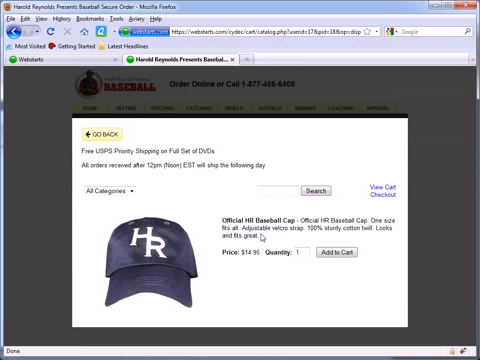 Harold Reynolds Presents Baseball Secure Order - Mozilla Firefox
File Edit View History Bookmarks Tools Aviary Help
webstarts.com https://webstarts.com/cydec/cart/catalog.php?userid=17&pid=18&op=disp
Google
Most Visited Getting Started Latest Headlines
Webstarts Harold Reynolds Presents Basebal...
BASEBALL Order Online or Call 1-877-486-6405
HOME HITTING PITCHING CATCHING INFIELD OUTFIELD RUNNING COACHING APPAREL
GO BACK
Free USPS Priority Shipping on Full Set of DVDs
All orders received after 12pm (Noon) EST will ship the following day
All Categories Search View Cart
Checkout
Official HR Baseball Cap - Official HR Baseball Cap. One size
fits all. Adjustable velcro strap. 100% sturdy cotton twill. Looks
and fits great.
Price: $14.95 Quantity: 1 Add to Cart
HR
Done